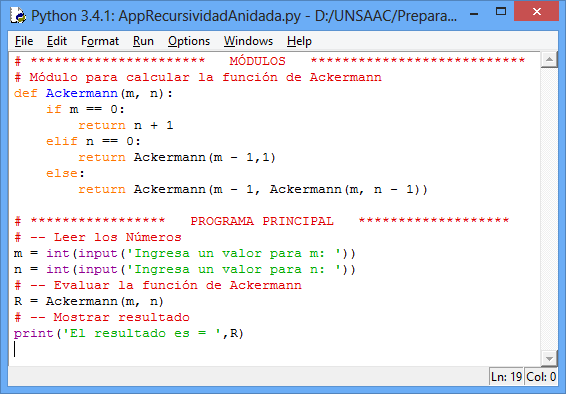 Python 3.4.1: AppRecursividadAnidada.py - D:/UNSAAC/Prepara...
File Edit Format Run Options Windows Help
# ********************** MÓDULOS ***************************
# Módulo para calcular la función de Ackermann
def Ackermann(m, n):
    if m == 0:
        return n + 1
    elif n == 0:
        return Ackermann(m - 1,1)
    else:
        return Ackermann(m - 1, Ackermann(m, n - 1))
# ***************** PROGRAMA PRINCIPAL *******************
# -- Leer los Números
m = int(input('Ingresa un valor para m: '))
n = int(input('Ingresa un valor para n: '))
# -- Evaluar la función de Ackermann
R = Ackermann(m, n)
# -- Mostrar resultado
print('El resultado es = ',R)
Ln: 19 Col: 0